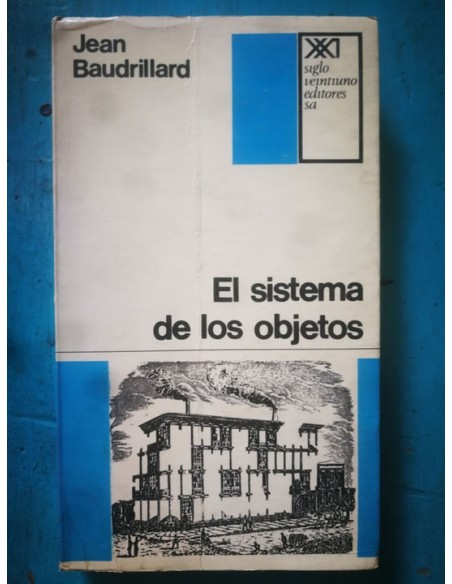 Jean
Baudrillard
XXI
siglo
veintiuno
editores
sa
El sistema
de los objetos